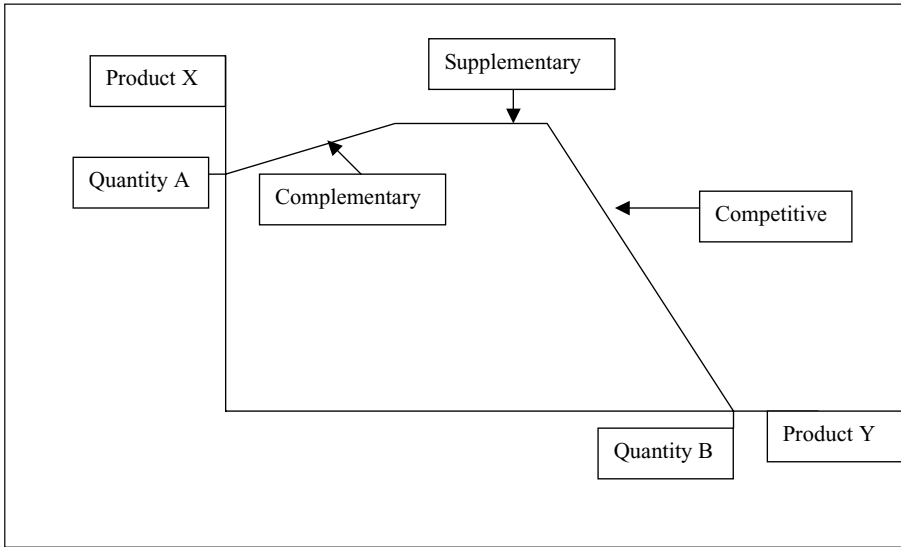 Supplementary
Product X
Quantity A
Complementary
Competitive
Quantity B
Product Y